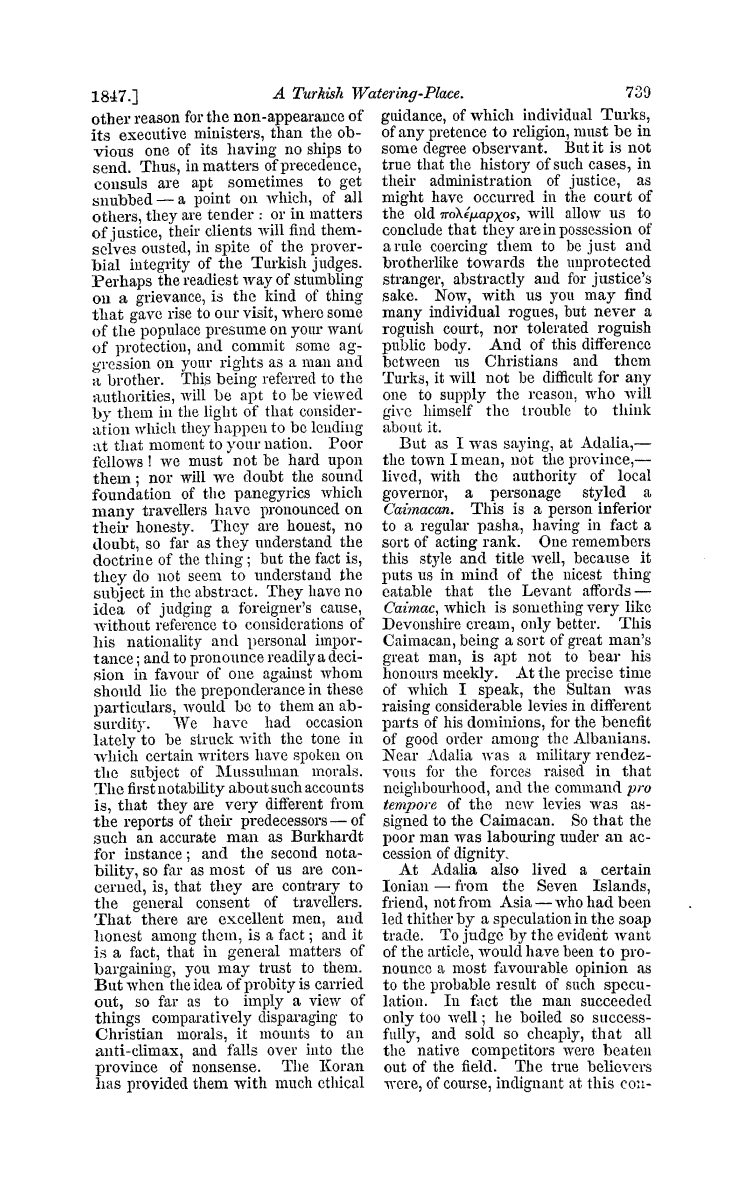 1847.] A Turkish Watering-Place. 739
other reason for the non-appearance of
its executive ministers, than the ob-
vious one of its having no ships to
send. Thus, in matters of precedence,
consuls are apt sometimes to get
snubbed — a point on which, of all
others, they are tender : or in matters
of justice, their clients will find them-
selves ousted, in spite of the prover-
bial integrity of the Turkish judges.
Perhaps the readiest way of stumbling
on a grievance, is the kind of thing
that gave rise to our visit, where some
of the populace presume on your want
of protection, and commit some ag-
gression on your rights as a man and
a brother. This being referred to the
authorities, will be apt to be viewed
by them in the light of that consider-
ation which they happen to be lending
at that moment to your nation. Poor
fellows ! we must not be hard upon
them ; nor will we doubt the sound
foundation of the panegyrics which
many travellers have pronounced on
their honesty. They are honest, no
doubt, so far as they understand the
doctrine of the thing ; but the fact is,
they do not seem to understand the
subject in the abstract. They have no
idea of judging a foreigner's cause,
without reference to considerations of
his nationality and personal impor-
tance ; and to pronounce readily a deci-
sion in favour of one against whom
should lie the preponderance in these
particulars, would be to them an ab-
surdity. We have had occasion
lately to be struck with the tone in
which certain writers have spoken on
the subject of Mussulman morals.
The first notability about such accounts
is, that they are very different from
the reports of their predecessors — of
such an accurate man as Burkhardt
for instance ; and the second nota-
bility, so far as most of us are con-
cerned, is, that they are contrary to
the general consent of travellers.
That there are excellent men, and
honest among them, is a fact ; and it
is a fact, that in general matters of
bargaining, you may trust to them.
But when the idea of probity is carried
out, so far as to imply a view of
things comparatively disparaging to
Christian morals, it mounts to an
anti-climax, and falls over into the
province of nonsense. The Koran
has provided them with much ethical
guidance, of which individual Turks,
of any pretence to religion, must be in
some degree observant. But it is not
true that the history of such cases, in
their administration of justice, as
might have occurred in the court of
the old πολέμαρχος, will allow us to
conclude that they are in possession of
a rule coercing them to be just and
brotherlike towards the unprotected
stranger, abstractly and for justice's
sake. Now, with us you may find
many individual rogues, but never a
roguish court, nor tolerated roguish
public body. And of this difference
between us Christians and them
Turks, it will not be difficult for any
one to supply the reason, who will
give himself the trouble to think
about it.
But as I was saying, at Adalia,—
the town I mean, not the province,—
lived, with the authority of local
governor, a personage styled a
Caimacan. This is a person inferior
to a regular pasha, having in fact a
sort of acting rank. One remembers
this style and title well, because it
puts us in mind of the nicest thing
eatable that the Levant affords —
Caimac, which is something very like
Devonshire cream, only better. This
Caimacan, being a sort of great man's
great man, is apt not to bear his
honours meekly. At the precise time
of which I speak, the Sultan was
raising considerable levies in different
parts of his dominions, for the benefit
of good order among the Albanians.
Near Adalia was a military rendez-
vous for the forces raised in that
neighbourhood, and the command pro
tempore of the new levies was as-
signed to the Caimacan. So that the
poor man was labouring under an ac-
cession of dignity.
At Adalia also lived a certain
Ionian — from the Seven Islands,
friend, not from Asia — who had been
led thither by a speculation in the soap
trade. To judge by the evident want
of the article, would have been to pro-
nounce a most favourable opinion as
to the probable result of such specu-
lation. In fact the man succeeded
only too well ; he boiled so success-
fully, and sold so cheaply, that all
the native competitors were beaten
out of the field. The true believers
were, of course, indignant at this con-